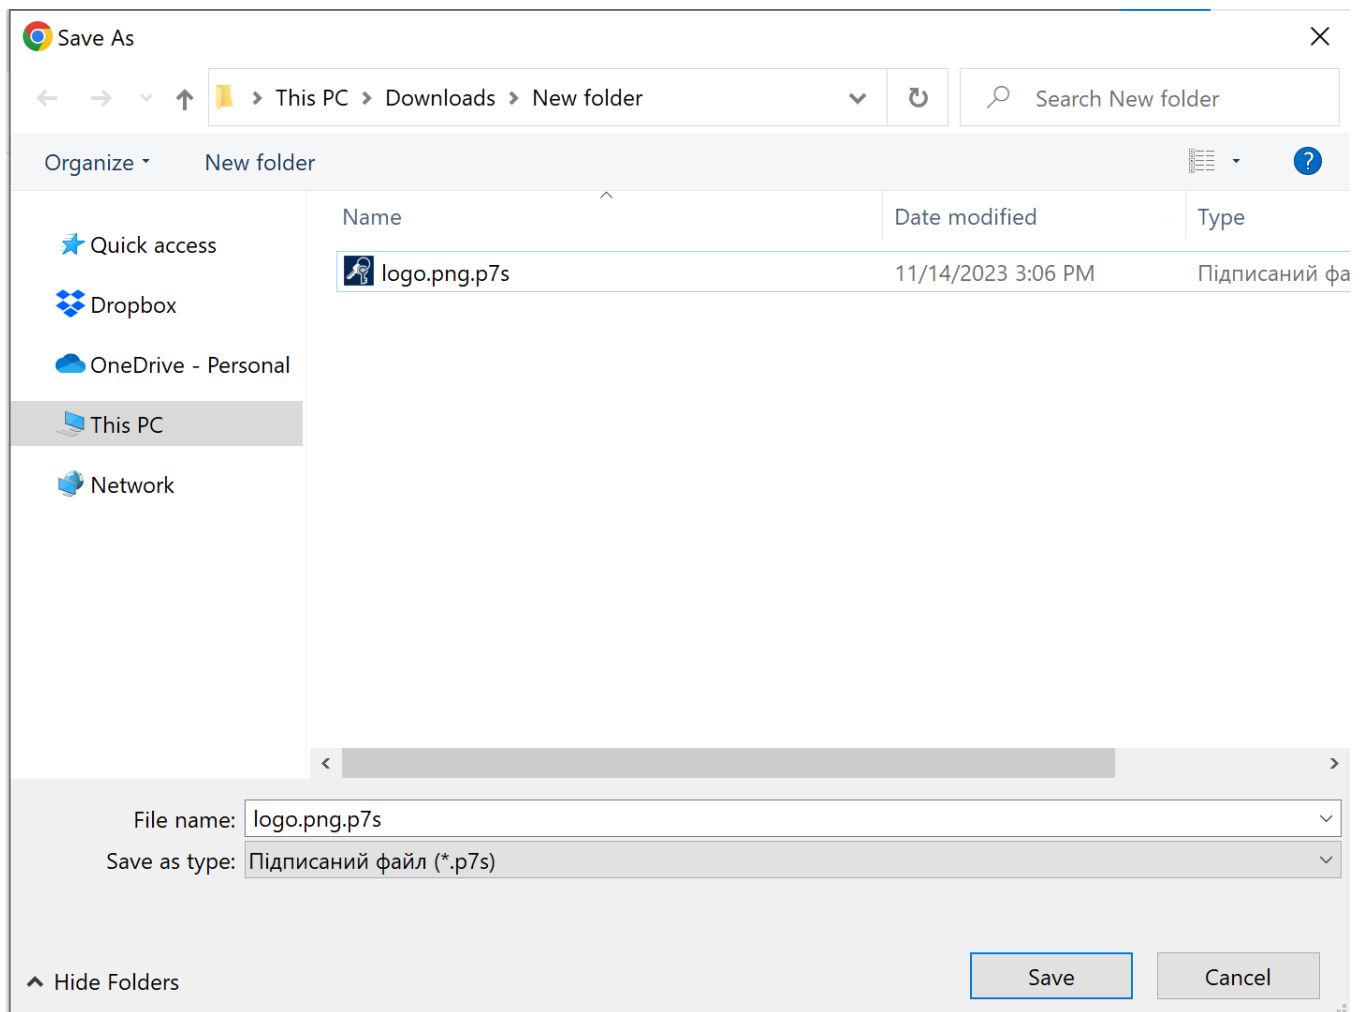 Save As
This PC > Downloads > New folder
Search New folder
Organize
New folder
?
Name
Date modified
Type
Quick access
Dropbox
OneDrive - Personal
This PC
Network
logo.png.p7s
11/14/2023 3:06 PM
Підписаний фа
File name: logo.png.p7s
Save as type: Підписаний файл (*.p7s)
Hide Folders
Save
Cancel